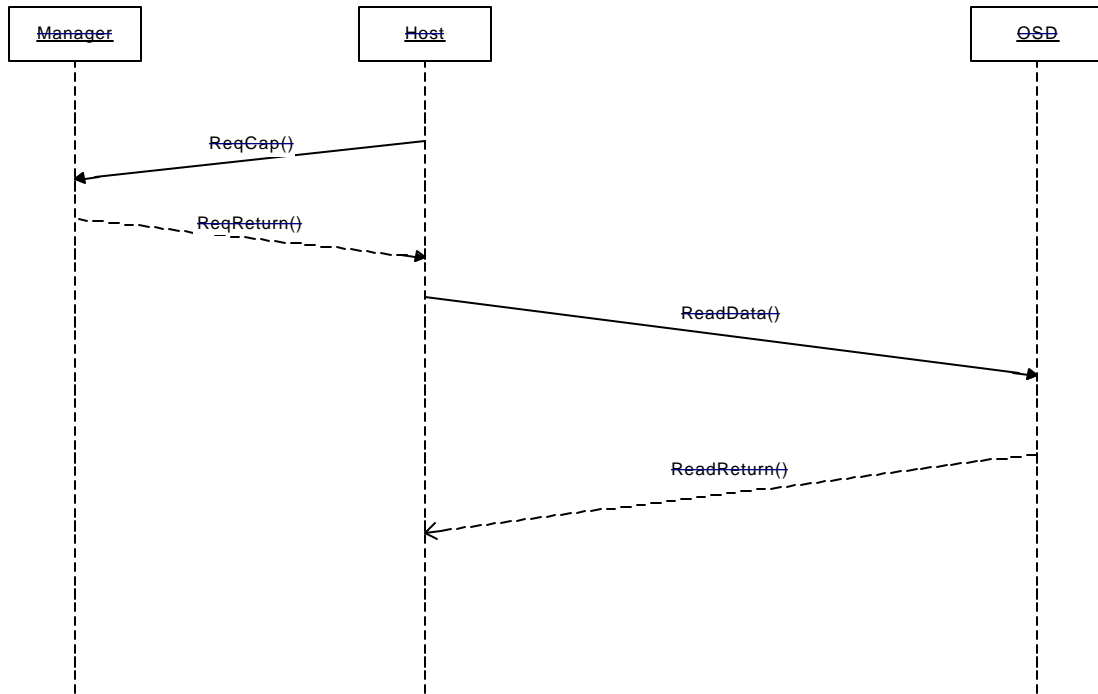 Manager
Host
OSD
ReqCap()
ReqReturn()
ReadData()
ReadReturn()